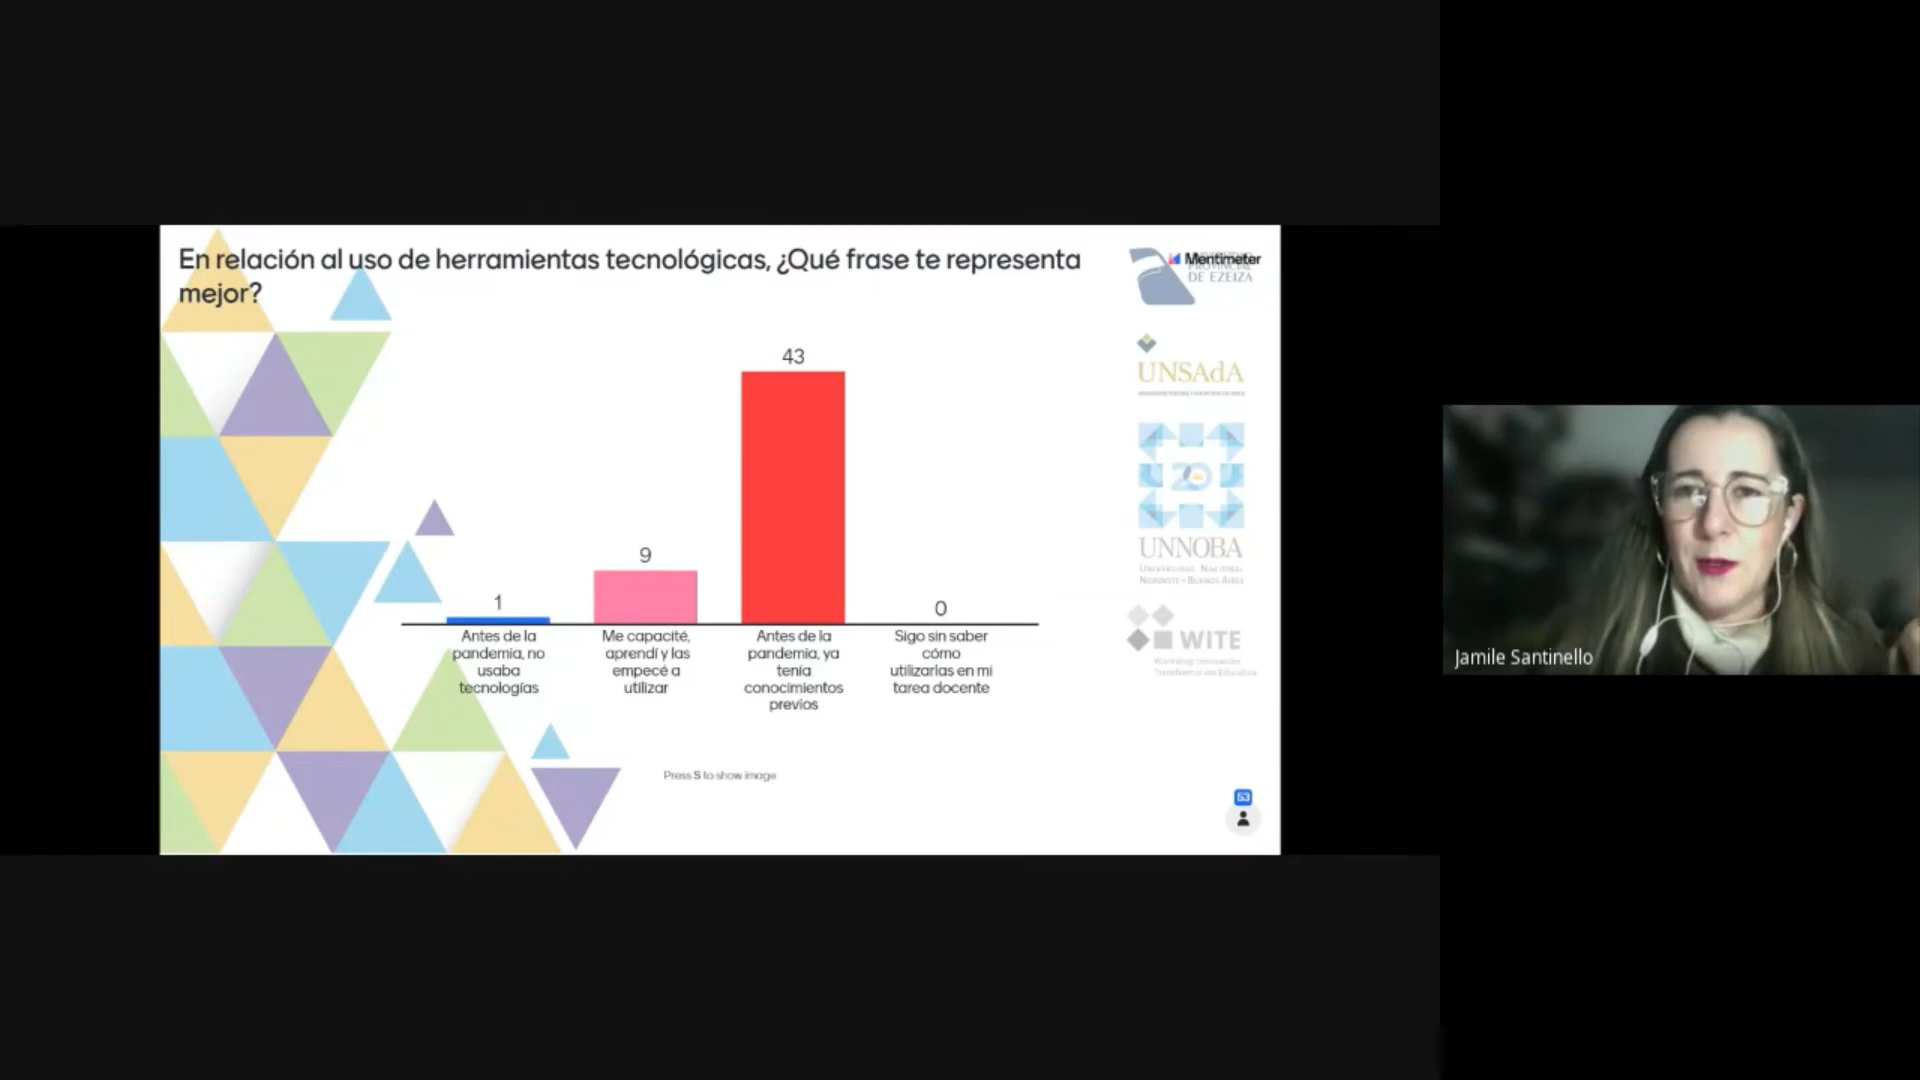 En relación al uso de herramientas tecnológicas, ¿Qué frase te representa
mejor?
Mentimeter
DE EZEIZA
UNSAdA
20
UNNOBA
UNIVERSIDAD NACIONAL
NOROESTE • BUENOS AIRES
WITE
43
9
1
0
Antes de la
pandemia, no
usaba
tecnologías
Me capacité,
aprendí y las
empecé a
utilizar
Antes de la
pandemia, ya
tenía
conocimientos
previos
Sigo sin saber
cómo
utilizarlas en mi
tarea docente
Press S to show image
53
Jamile Santinello